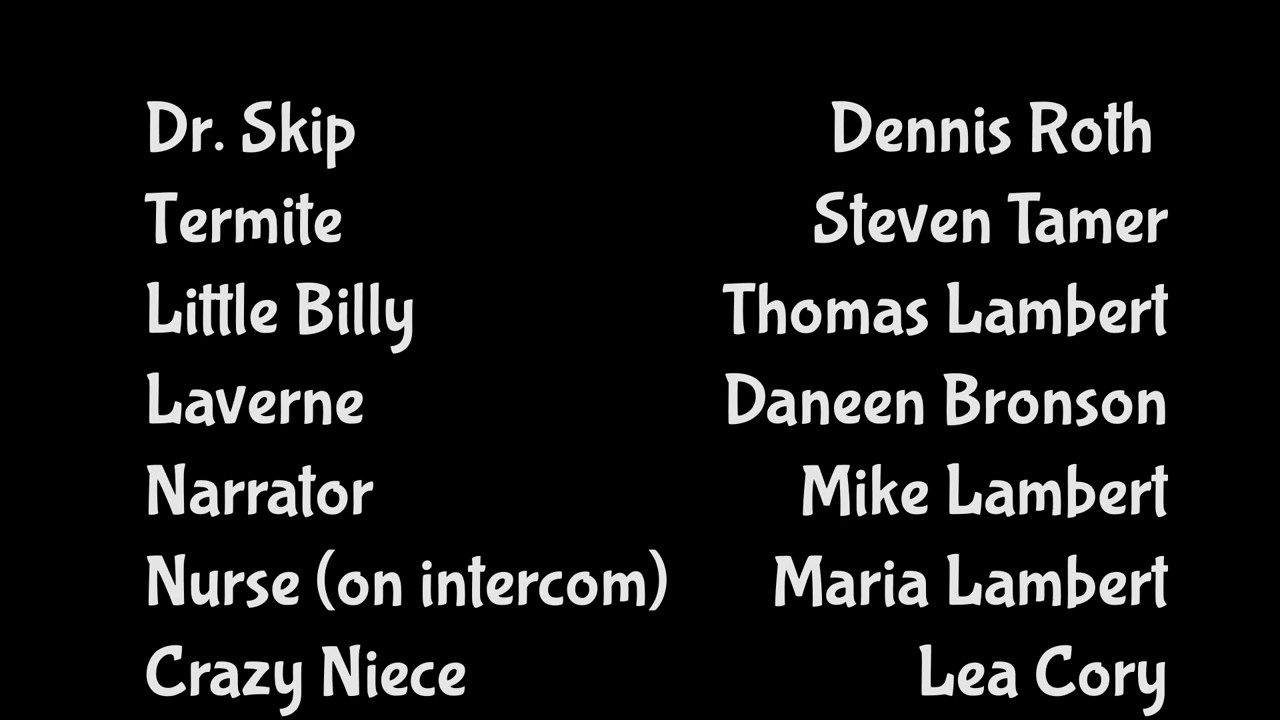 Dr. Skip Dennis Roth
Termite Steven Tamer
Little Billy Thomas Lambert
Laverne Daneen Bronson
Narrator Mike Lambert
Nurse (on intercom) Maria Lambert
Crazy Niece Lea Cory